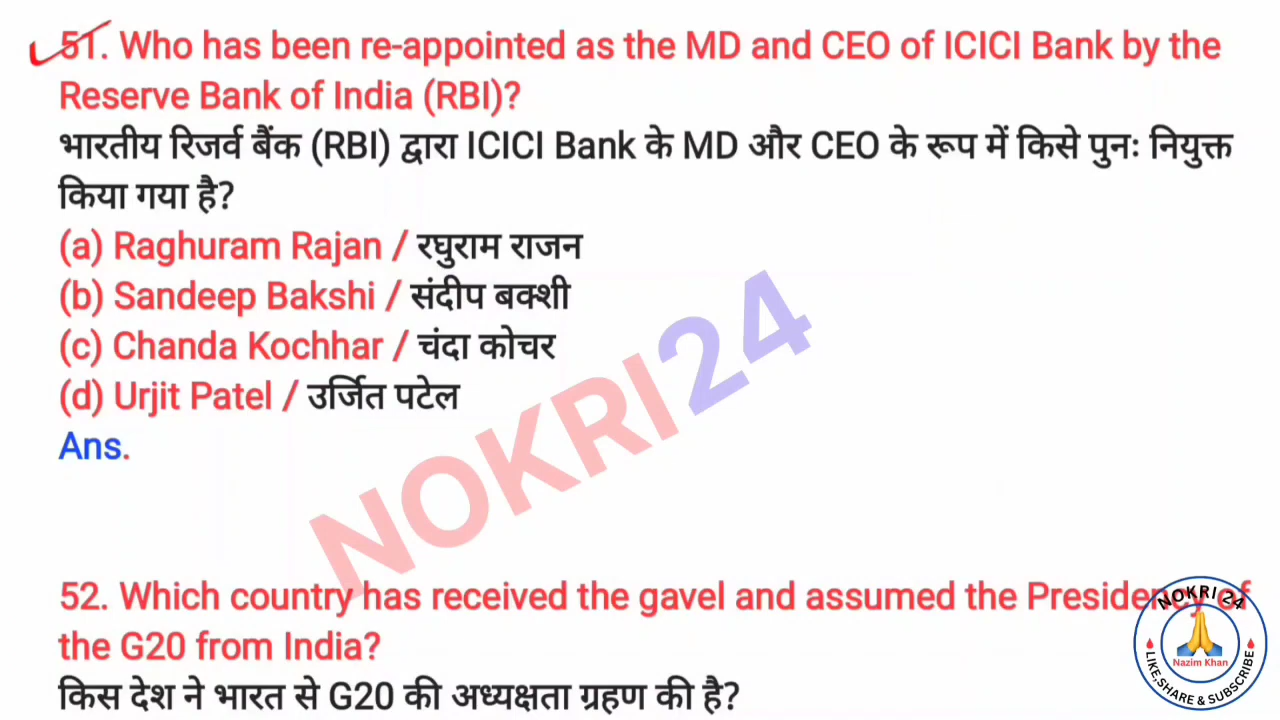 51. Who has been re-appointed as the MD and CEO of ICICI Bank by the
Reserve Bank of India (RBI)?
भारतीय रिजर्व बैंक (RBI) द्वारा ICICI Bank के MD और CEO के रूप में किसे पुनः नियुक्त
किया गया है?
(a) Raghuram Rajan / रघुराम राजन
(b) Sandeep Bakshi / संदीप बक्शी
(c) Chanda Kochhar / चंदा कोचर
(d) Urjit Patel / उर्जित पटेल
Ans.
NOKRI24
52. Which country has received the gavel and assumed the Presidency of
the G20 from India?
किस देश ने भारत से G20 की अध्यक्षता ग्रहण की है?
NOKRI 24
Nazim Khan
LIKE,SHARE & SUBSCRIBE